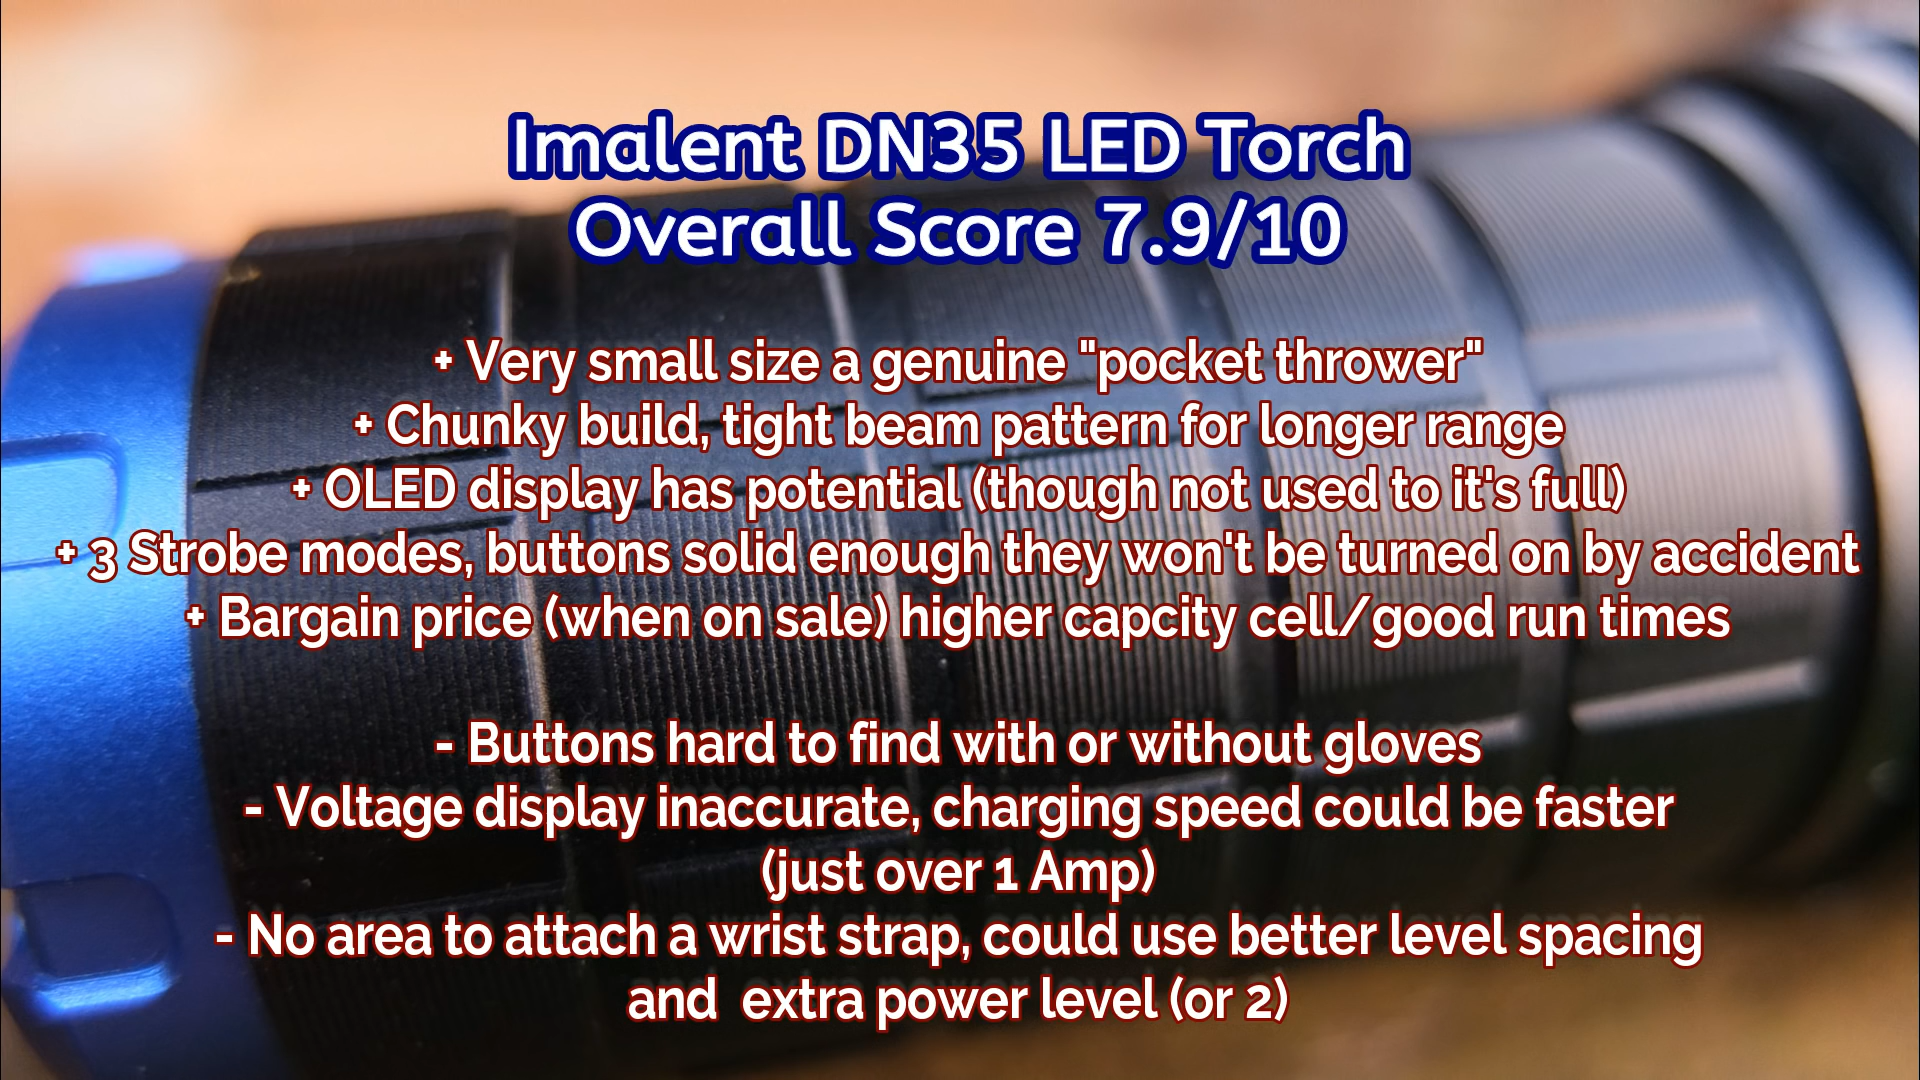 Imalent DN35 LED Torch
Overall Score 7.9/10
+ Very small size a genuine "pocket thrower"
+ Chunky build, tight beam pattern for longer range
+ OLED display has potential (though not used to it's full)
+ 3 Strobe modes, buttons solid enough they won't be turned on by accident
+ Bargain price (when on sale) higher capcity cell/good run times
- Buttons hard to find with or without gloves
- Voltage display inaccurate, charging speed could be faster
(just over 1 Amp)
- No area to attach a wrist strap, could use better level spacing
and  extra power level (or 2)